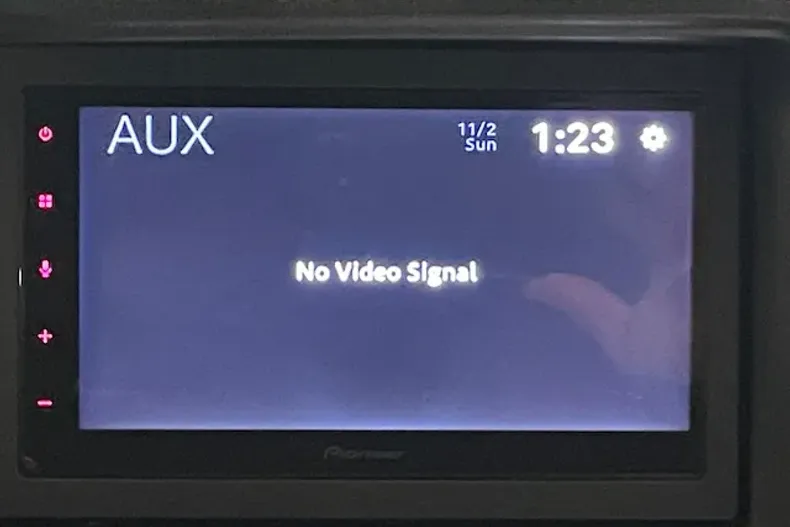 AUX
11/2
Sun
1:23
No Video Signal
Pioneer